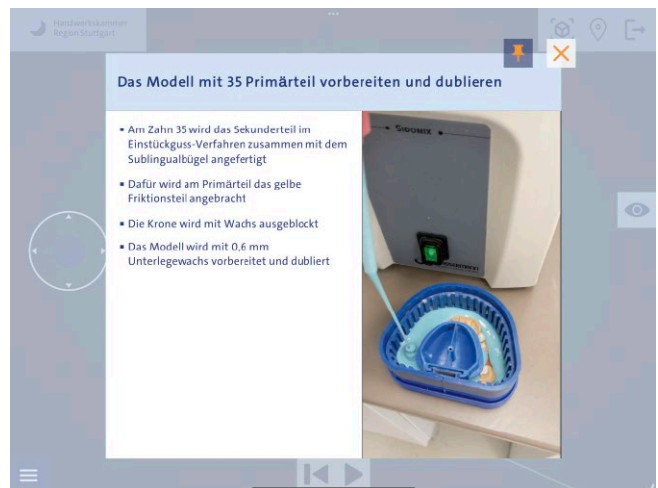 Handwerkskammer
Region Stuttgart
Das Modell mit 35 Primärteil vorbereiten und dublieren
▪ Am Zahn 35 wird das Sekunderteil im
Einstückguss-Verfahren zusammen mit dem
Sublingualbügel angefertigt
▪ Dafür wird am Primärteil das gelbe
Friktionsteil angebracht
▪ Die Krone wird mit Wachs ausgeblockt
▪ Das Modell wird mit 0,6 mm
Unterlegewachs vorbereitet und dubliert